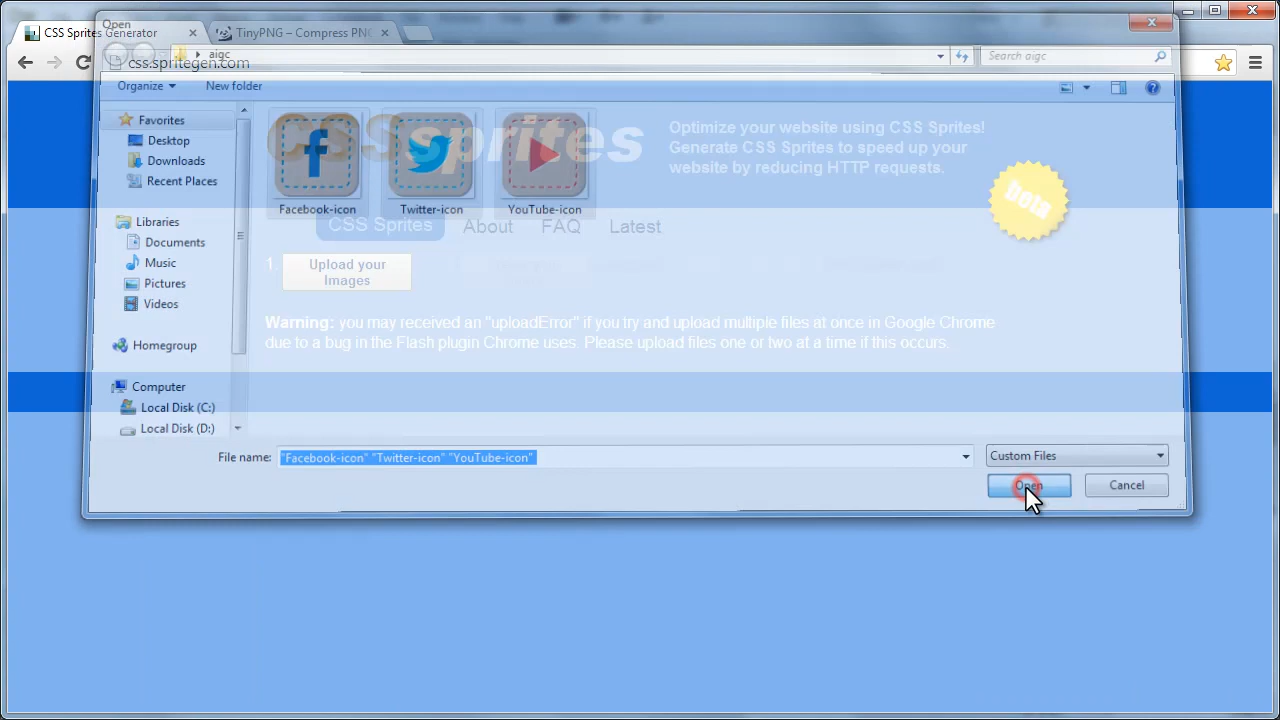 Open
CSS Sprites Generator
TinyPNG – Compress PNG
aigc
Search aigc
css.spritegen.com
Organize
New folder
Favorites
Desktop
Downloads
Recent Places
Libraries
Documents
Music
Pictures
Videos
Homegroup
Computer
Local Disk (C:)
Local Disk (D:)
CSSsprites
Optimize your website using CSS Sprites!
Generate CSS Sprites to speed up your
website by reducing HTTP requests.
beta
Facebook-icon
Twitter-icon
YouTube-icon
CSS Sprites
About
FAQ
Latest
1.
Upload your
Images
Warning: you may received an "uploadError" if you try and upload multiple files at once in Google Chrome
due to a bug in the Flash plugin Chrome uses. Please upload files one or two at a time if this occurs.
File name:
"Facebook-icon" "Twitter-icon" "YouTube-icon"
Custom Files
Open
Cancel